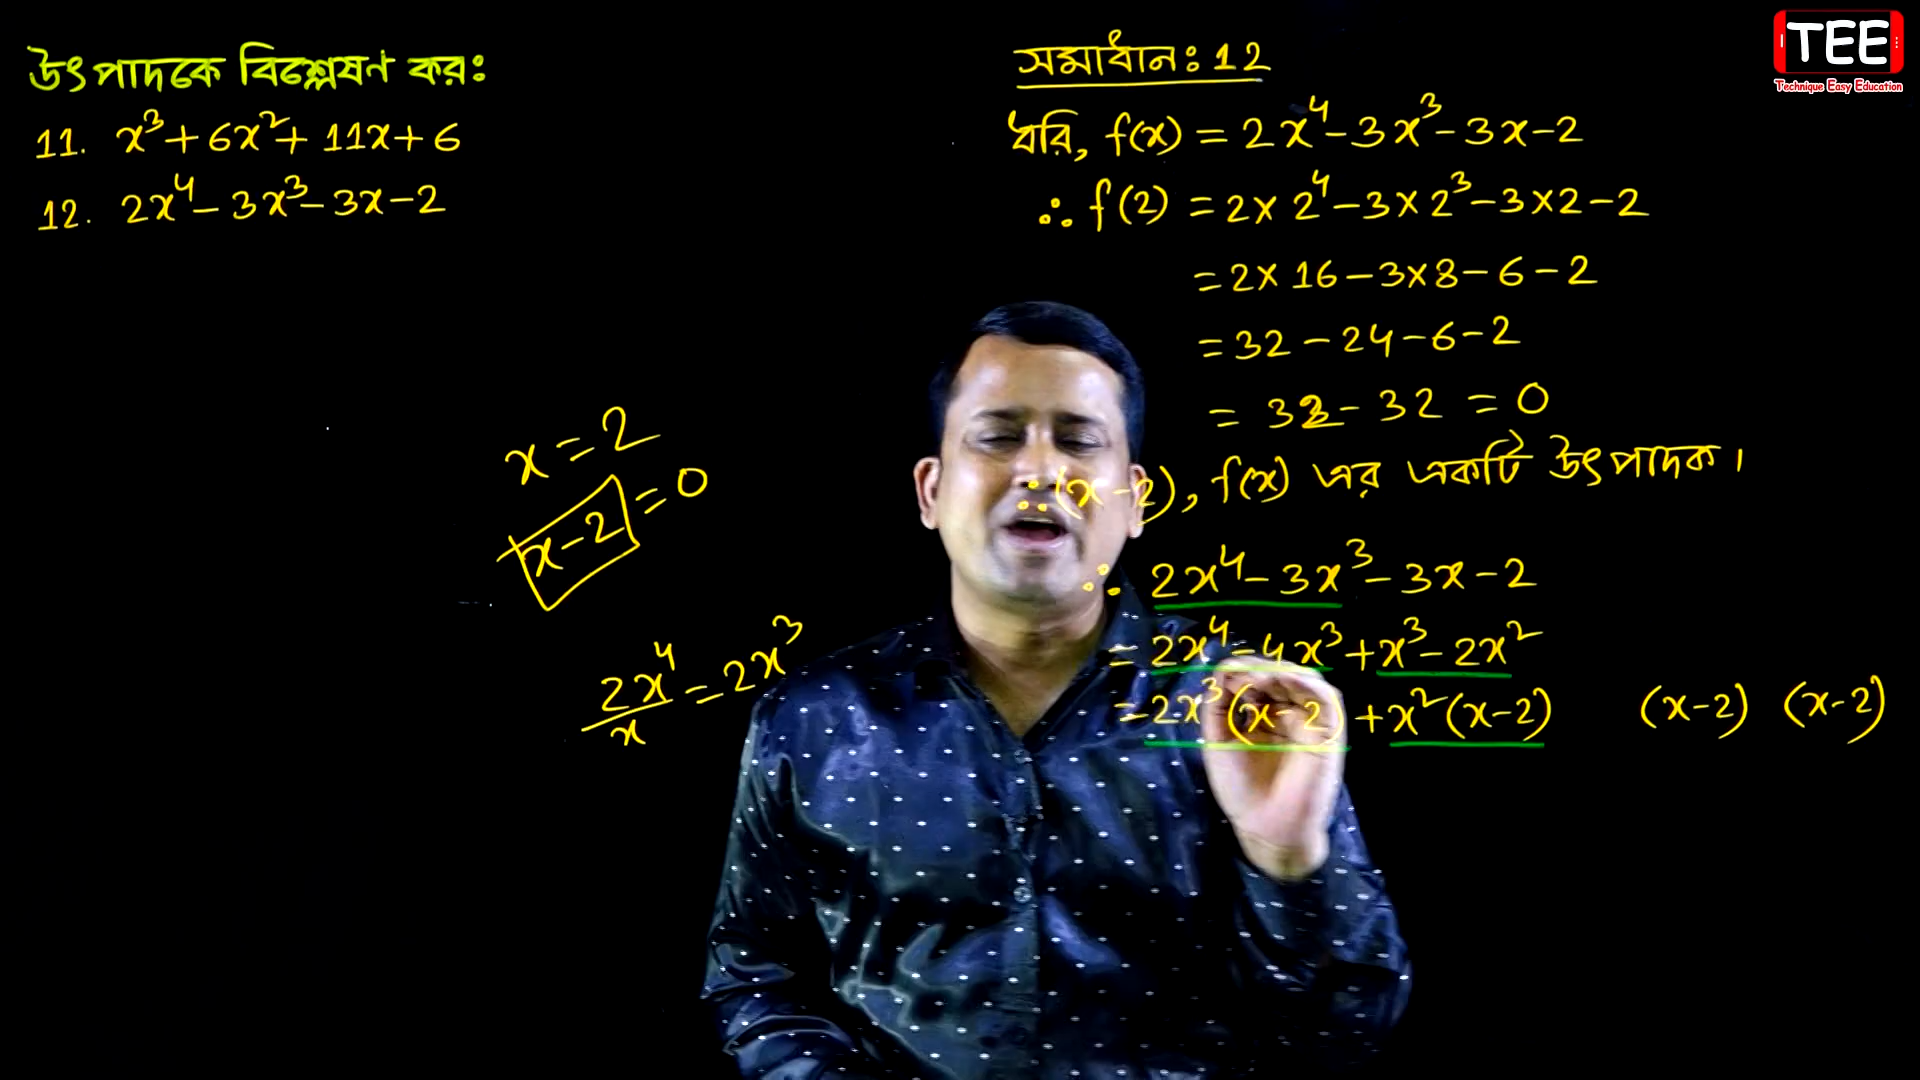 উৎপাদকে বিশ্লেষণ করঃ
11. x³ + 6x² + 11x + 6
12. 2x⁴ – 3x³ – 3x – 2
x = 2
x – 2 = 0
2x⁴/x = 2x³
সমাধানঃ 12
ধরি, f(x) = 2x⁴ – 3x³ – 3x – 2
∴ f(2) = 2 × 2⁴ – 3 × 2³ – 3 × 2 – 2
= 2 × 16 – 3 × 8 – 6 – 2
= 32 – 24 – 6 – 2
= 32 – 32 = 0
∴ (x – 2), f(x) এর একটি উৎপাদক।
∴ 2x⁴ – 3x³ – 3x – 2
= 2x⁴ – 4x³ + x³ – 2x²
= 2x³ (x – 2) + x² (x – 2) (x – 2) (x – 2)
TEE
Technique Easy Education